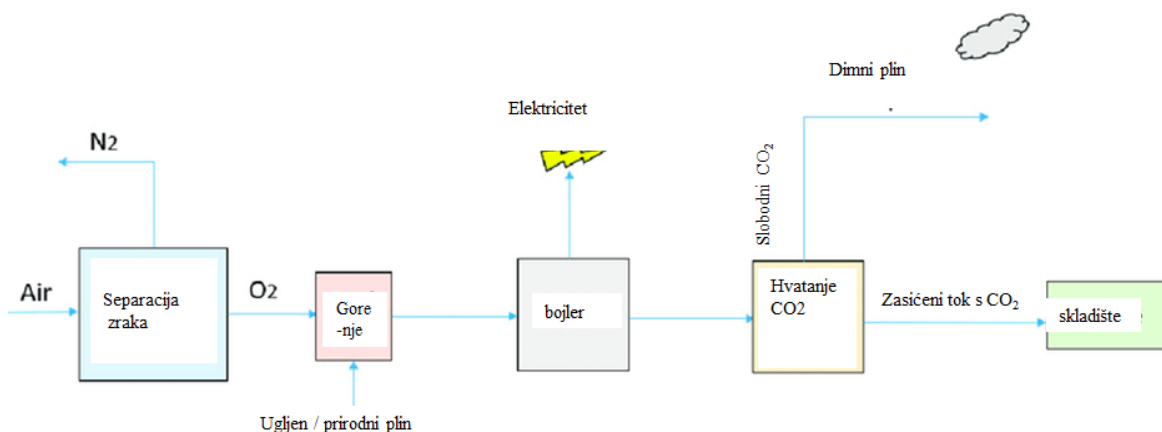 Dimni plin
Elektricitet
N2
Slobodni CO2
Air
Separacija
zraka
O2
Gore
-nje
bojler
Hvatanje
CO2
Zasićeni tok s CO2
skladište
Ugljen / prirodni plin